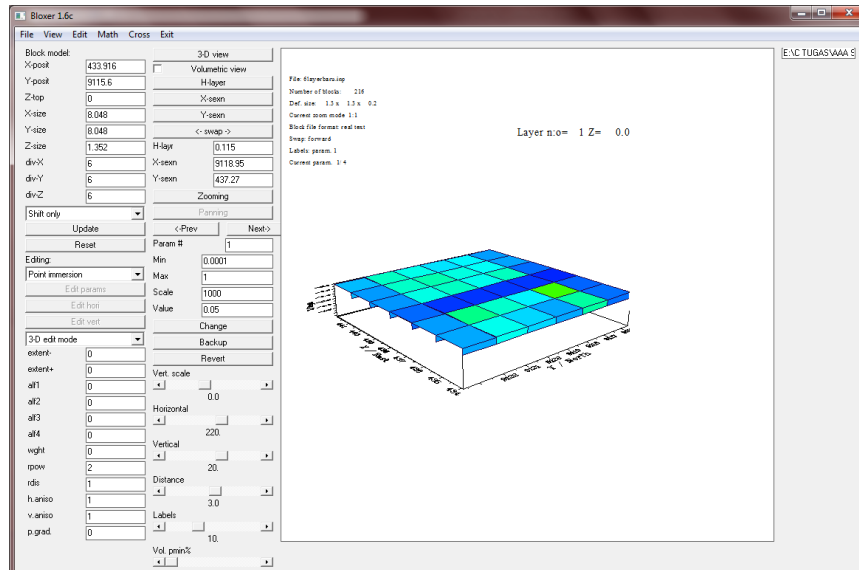 Bloxer 1.6c
File View Edit Math Cross Exit
Block model:
X-posit 433.916
Y-posit 9115.6
Z-top 0
X-size 8.048
Y-size 8.048
Z-size 1.352
div-X 6
div-Y 6
div-Z 6
Shift only
Update
Reset
Editing:
Point immersion
Edit params
Edit hori
Edit vert
3-D edit mode
extent- 0
extent+ 0
alf1 0
alf2 0
alf3 0
alf4 0
wght 0
rpow 2
rdis 1
h.aniso 1
v.aniso 1
p.grad. 0
3-D view
Volumetric view
H-layer
X-sexn
Y-sexn
<- swap ->
H-layr 0.115
X-sexn 9118.95
Y-sexn 437.27
Zooming
Panning
<-Prev Next->
Param # 1
Min 0.0001
Max 1
Scale 1000
Value 0.05
Change
Backup
Revert
Vert. scale
0.0
Horizontal
220.
Vertical
20.
Distance
3.0
Labels
10.
Vol. pmin%
File: 6layerbaru.inp
Number of blocks: 216
Def. size: 1.3 x 1.3 x 0.2
Current zoom mode 1:1
Block file format: real text
Swap: forward
Labels: param. 1
Current param. 1/ 4
Layer n:o= 1 Z= 0.0
E:\C TUGAS\AAA S